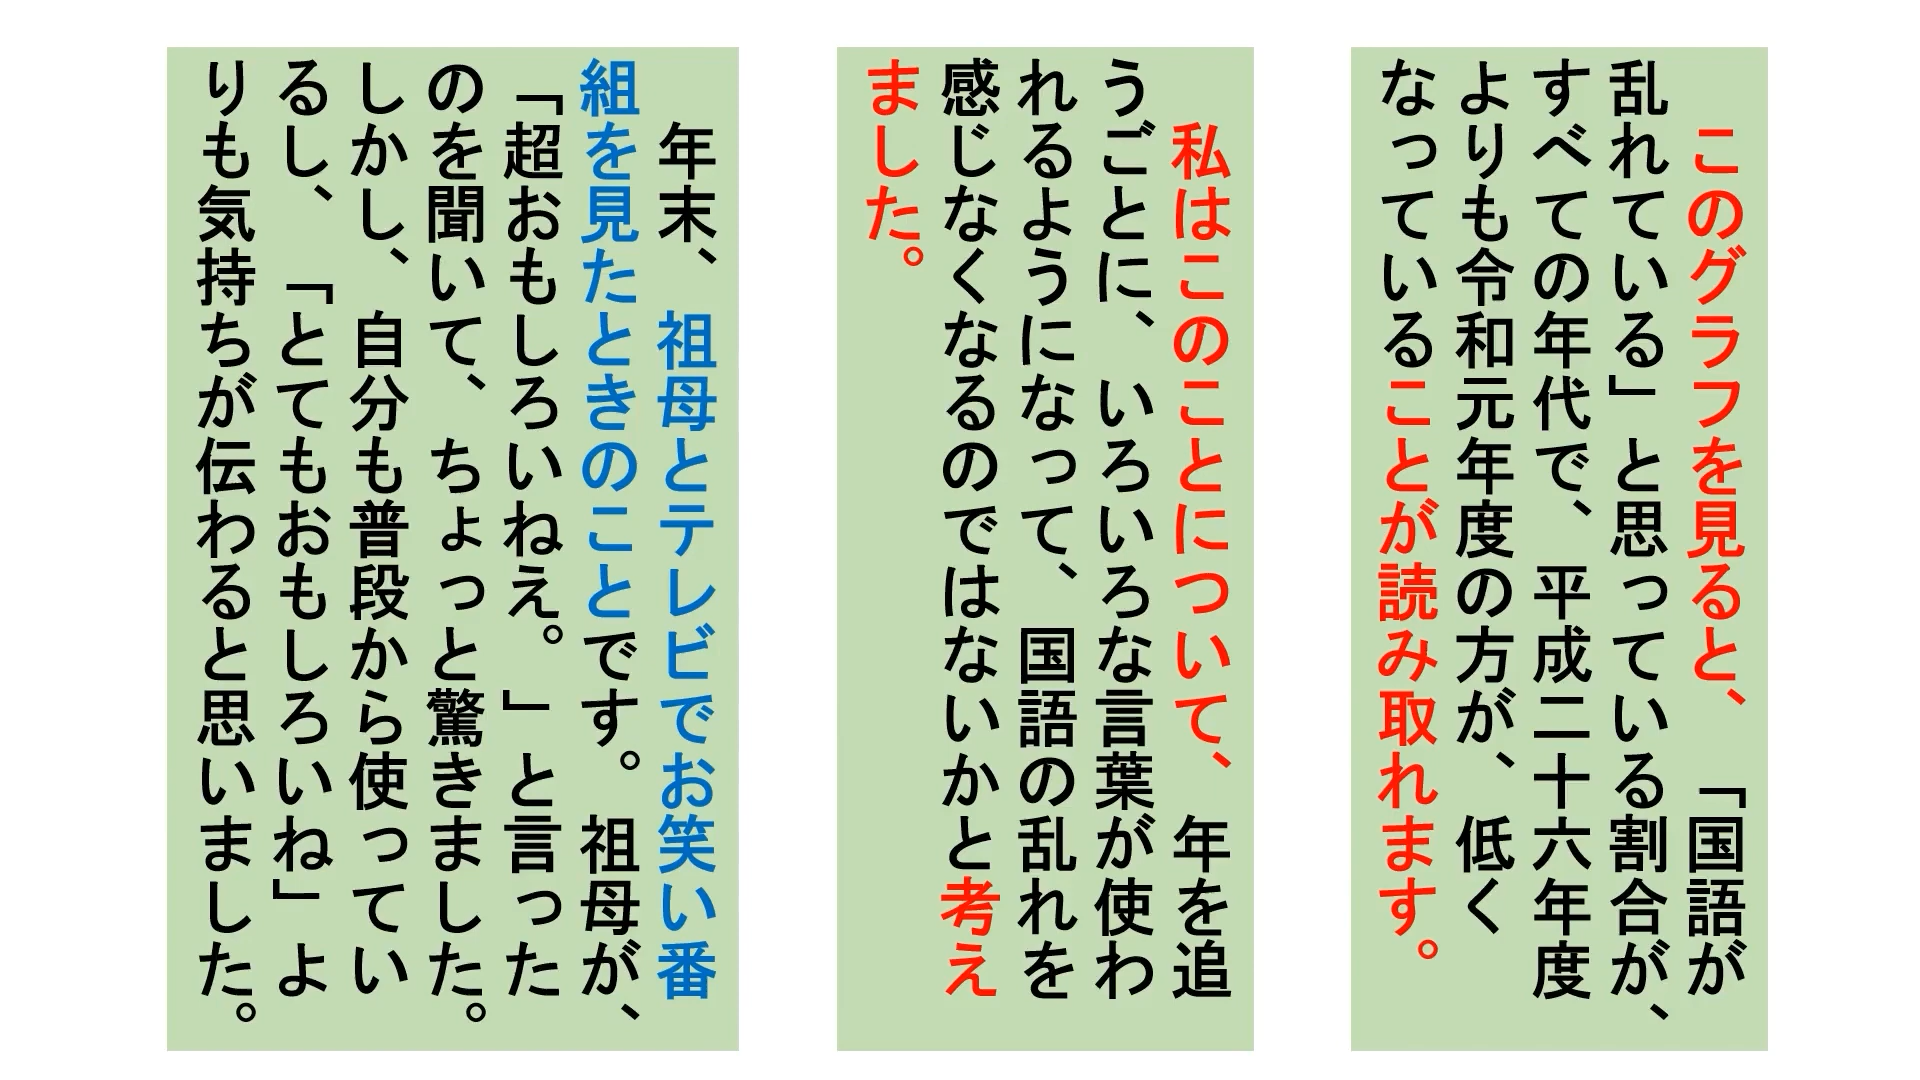 このグラフを見ると、「国語が
乱れている」と思っている割合が、
すべての年代で、平成二十六年度
よりも令和元年度の方が、低く
なっていることが読み取れます。
私はこのことについて、年を追
うごとに、いろいろな言葉が使わ
れるようになって、国語の乱れを
感じなくなるのではないかと考え
ました。
年末、祖母とテレビでお笑い番
組を見たときのことです。祖母が、
「超おもしろいねえ。」と言った
のを聞いて、ちょっと驚きました。
しかし、自分も普段から使ってい
るし、「とてもおもしろいね」よ
りも気持ちが伝わると思いました。